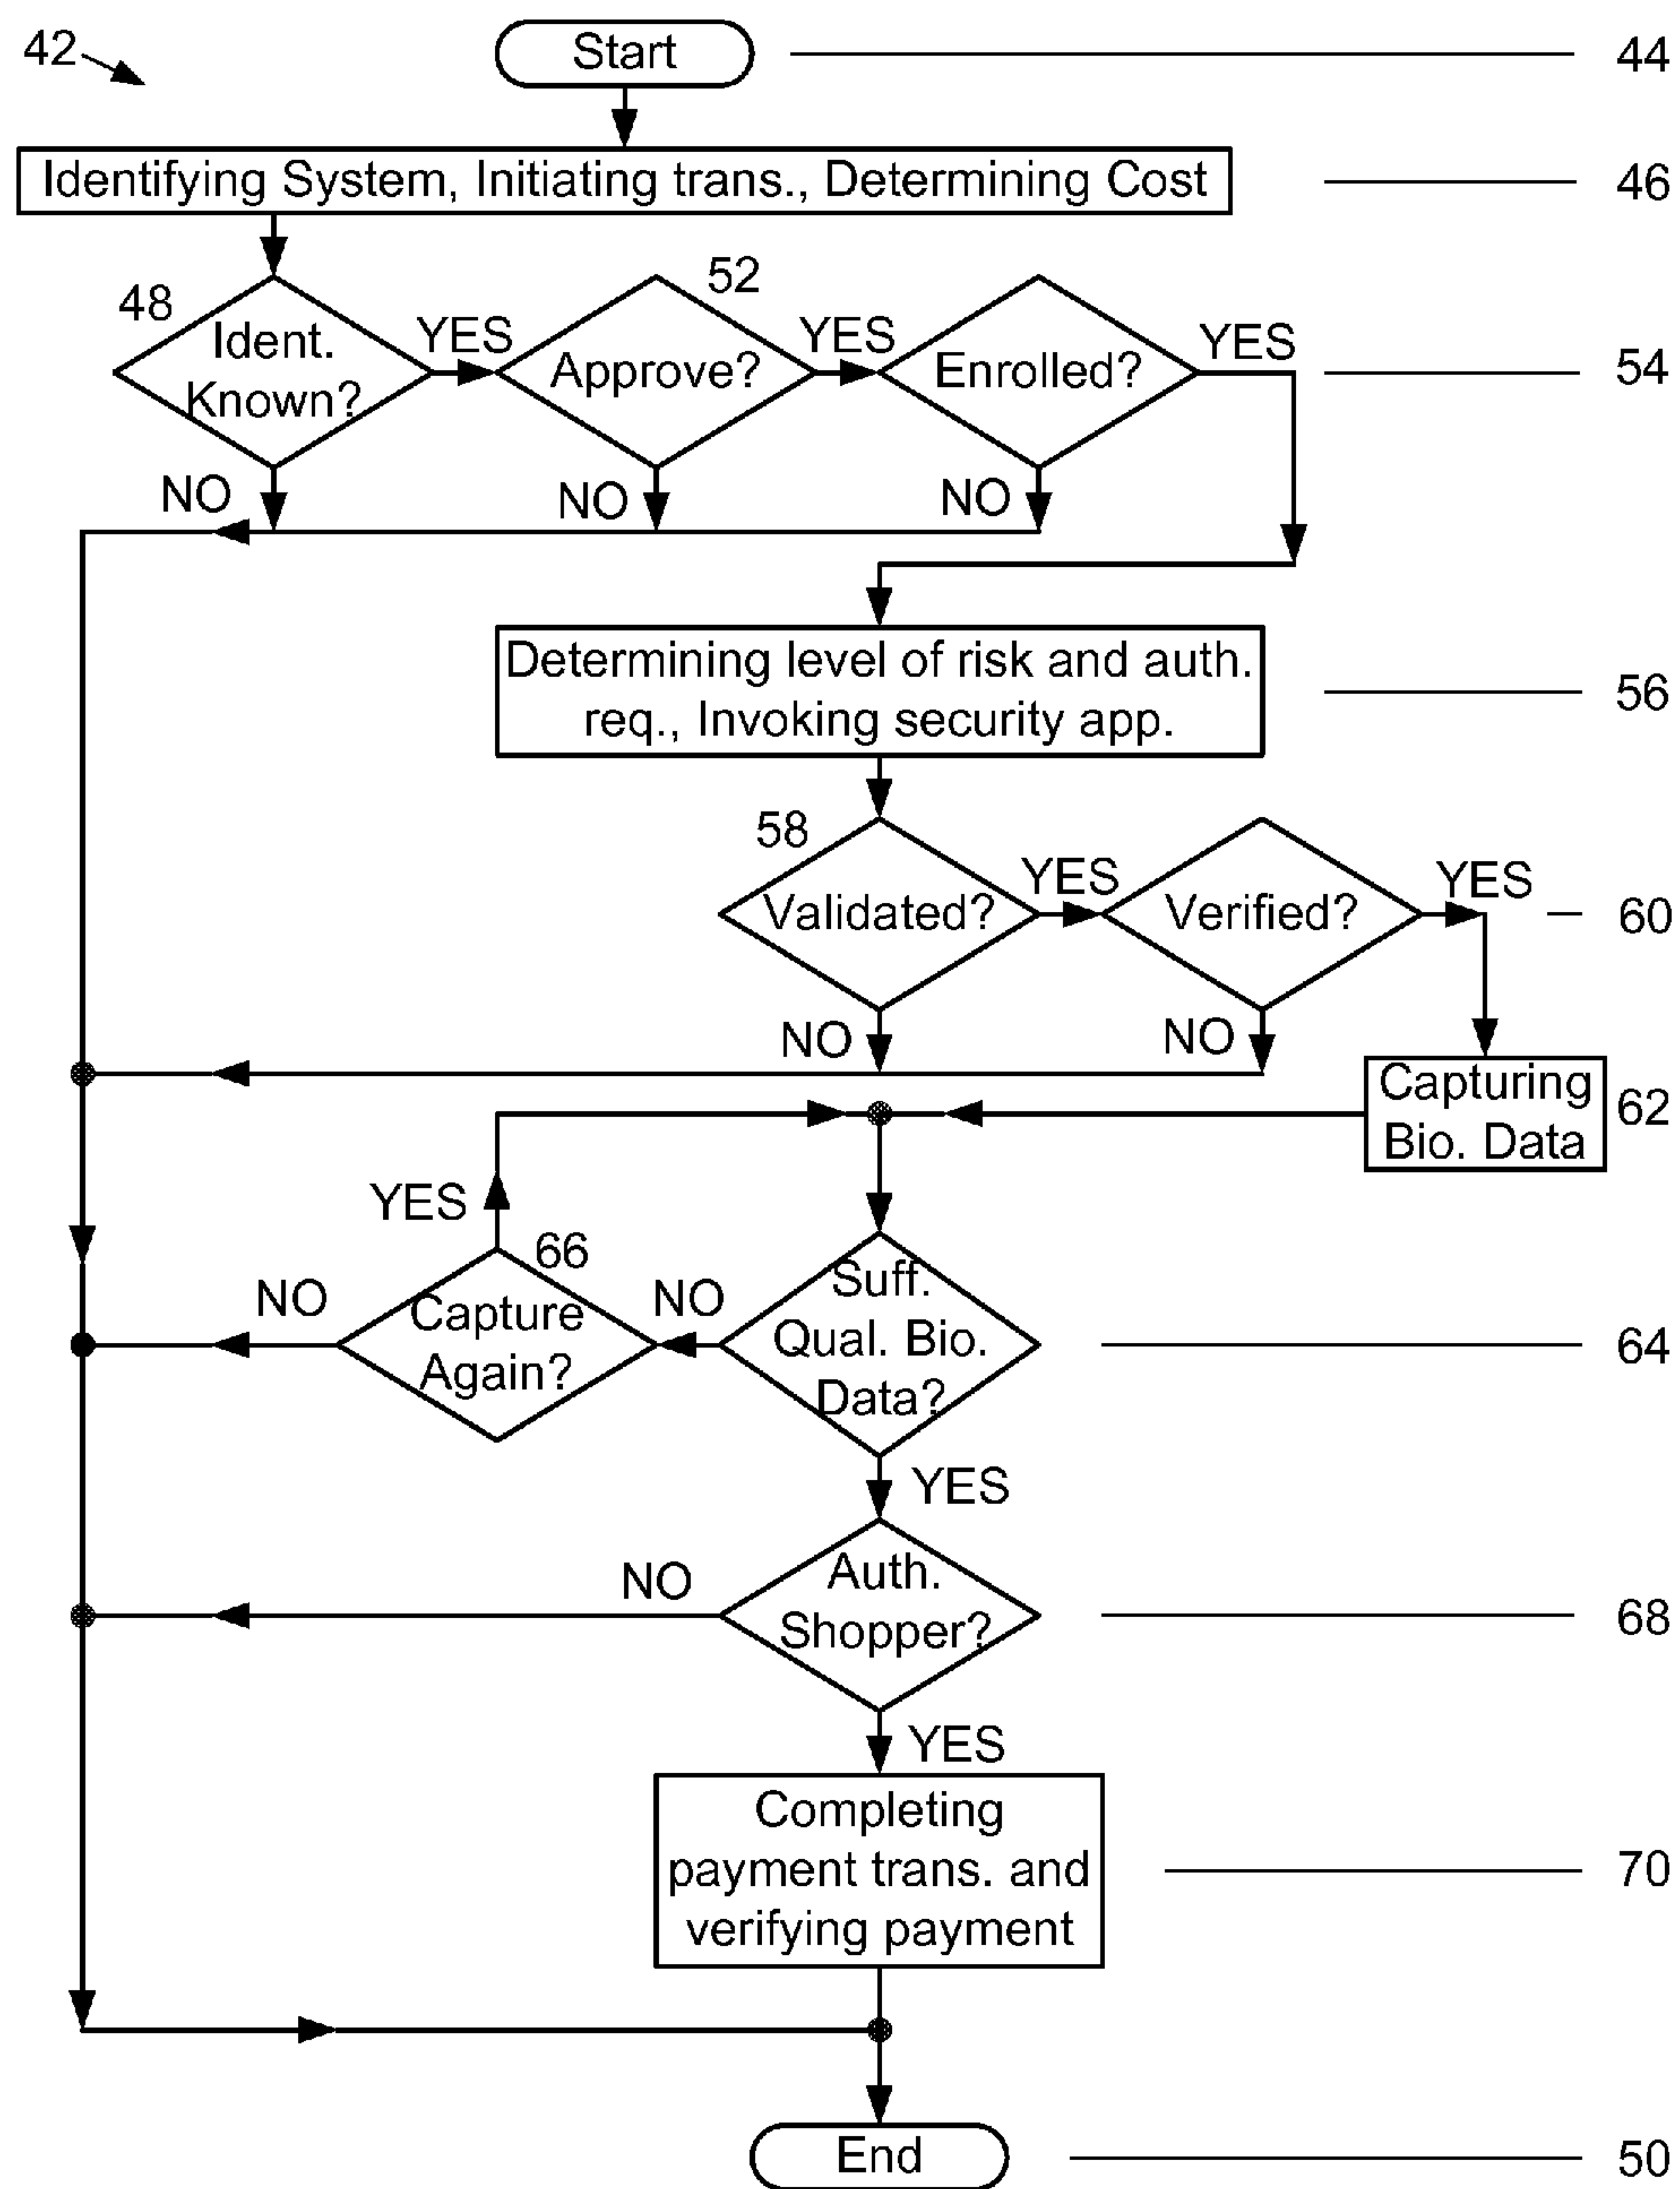 42
Start
44
Identifying System, Initiating trans., Determining Cost
46
48
Ident.
Known?
YES
52
Approve?
YES
Enrolled?
YES
54
NO
NO
NO
Determining level of risk and auth.
req., Invoking security app.
56
58
Validated?
YES
Verified?
YES
60
NO
NO
Capturing
Bio. Data
62
YES
66
Capture
Again?
NO
NO
Suff.
Qual. Bio.
Data?
64
YES
NO
Auth.
Shopper?
68
YES
Completing
payment trans. and
verifying payment
70
End
50